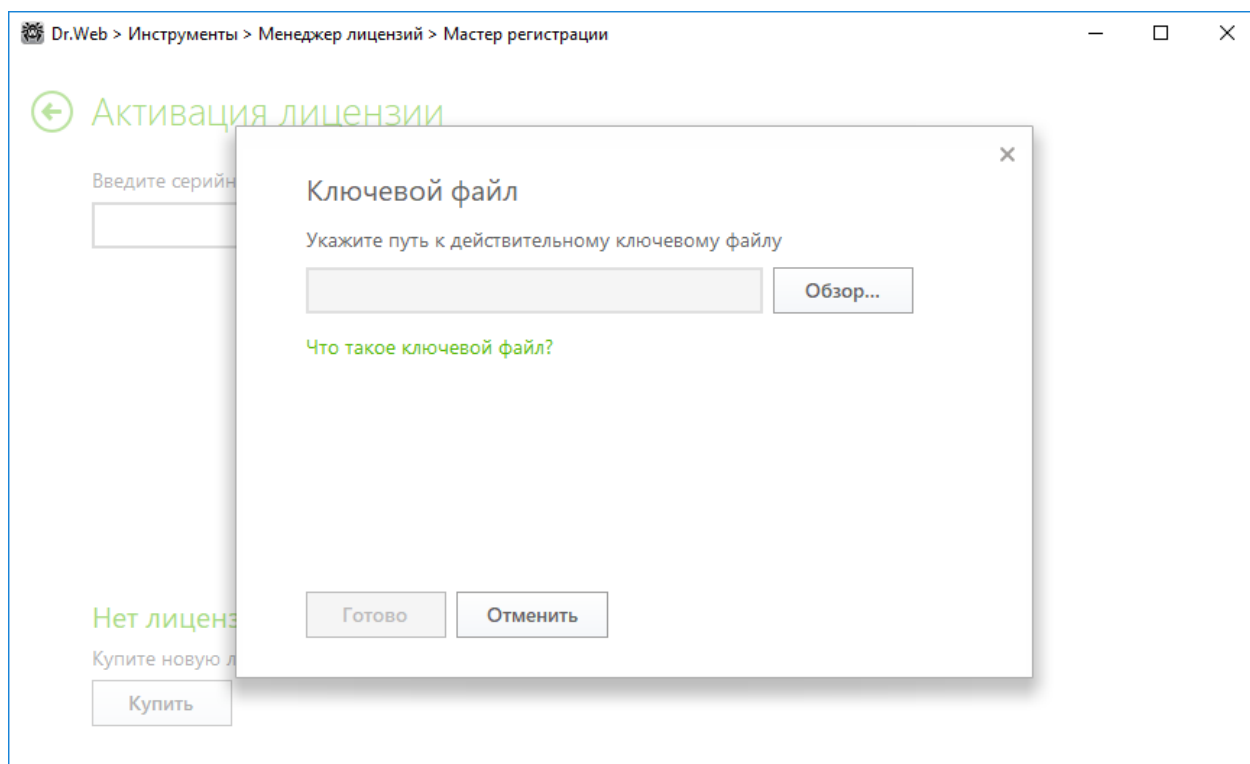 Dr.Web > Инструменты > Менеджер лицензий > Мастер регистрации
Активация лицензии
Введите серийн
Ключевой файл
Укажите путь к действительному ключевому файлу
Обзор...
Что такое ключевой файл?
Готово
Отменить
Нет лиценз
Купите новую л
Купить